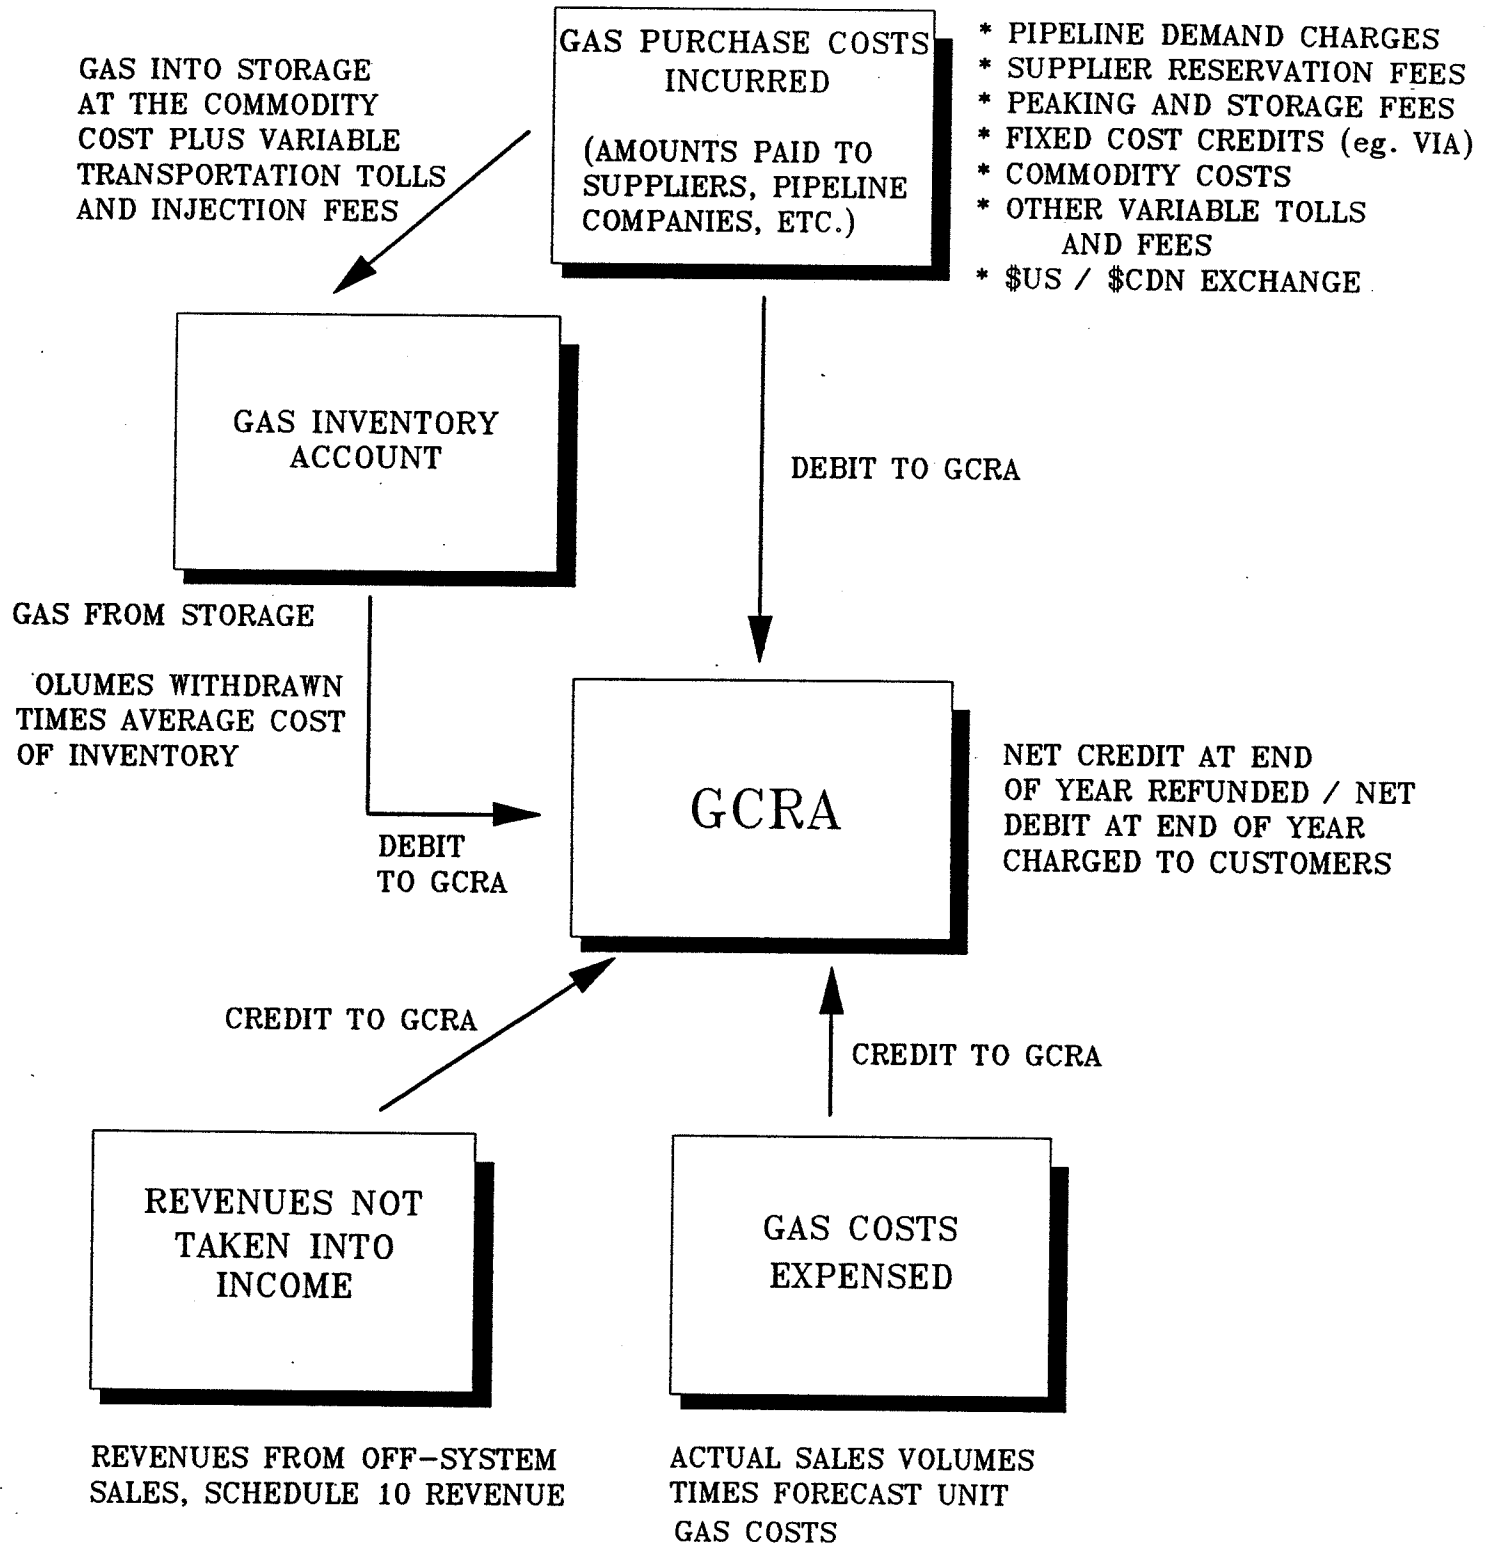 GAS PURCHASE COSTS
INCURRED
(AMOUNTS PAID TO
SUPPLIERS, PIPELINE
COMPANIES, ETC.)
* PIPELINE DEMAND CHARGES
* SUPPLIER RESERVATION FEES
* PEAKING AND STORAGE FEES
* FIXED COST CREDITS (eg. VIA)
* COMMODITY COSTS
* OTHER VARIABLE TOLLS
AND FEES
* $US / $CDN EXCHANGE
GAS INTO STORAGE
AT THE COMMODITY
COST PLUS VARIABLE
TRANSPORTATION TOLLS
AND INJECTION FEES
GAS INVENTORY
ACCOUNT
DEBIT TO GCRA
GAS FROM STORAGE
OLUMES WITHDRAWN
TIMES AVERAGE COST
OF INVENTORY
DEBIT
TO GCRA
GCRA
NET CREDIT AT END
OF YEAR REFUNDED / NET
DEBIT AT END OF YEAR
CHARGED TO CUSTOMERS
CREDIT TO GCRA
CREDIT TO GCRA
REVENUES NOT
TAKEN INTO
INCOME
GAS COSTS
EXPENSED
REVENUES FROM OFF-SYSTEM
SALES, SCHEDULE 10 REVENUE
ACTUAL SALES VOLUMES
TIMES FORECAST UNIT
GAS COSTS